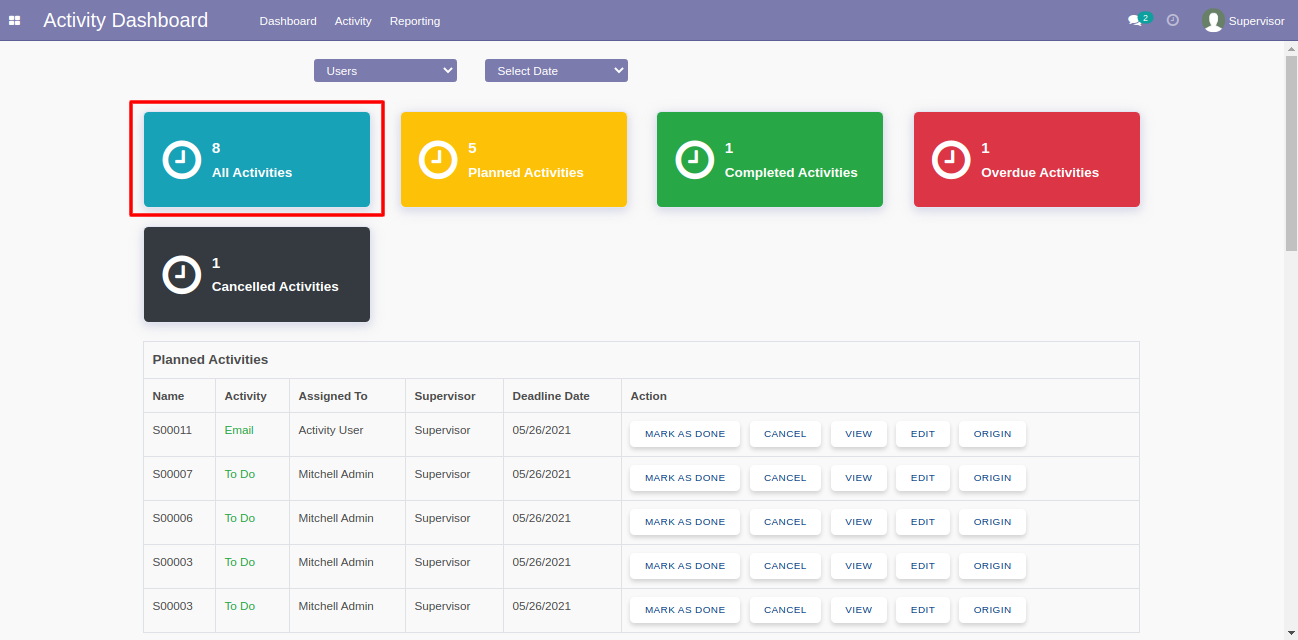 Activity Dashboard Dashboard Activity Reporting 2 Supervisor
Users Select Date
8
All Activities
5
Planned Activities
1
Completed Activities
1
Overdue Activities
1
Cancelled Activities
Planned Activities
Name Activity Assigned To Supervisor Deadline Date Action
S00011 Email Activity User Supervisor 05/26/2021 MARK AS DONE CANCEL VIEW EDIT ORIGIN
S00007 To Do Mitchell Admin Supervisor 05/26/2021 MARK AS DONE CANCEL VIEW EDIT ORIGIN
S00006 To Do Mitchell Admin Supervisor 05/26/2021 MARK AS DONE CANCEL VIEW EDIT ORIGIN
S00003 To Do Mitchell Admin Supervisor 05/26/2021 MARK AS DONE CANCEL VIEW EDIT ORIGIN
S00003 To Do Mitchell Admin Supervisor 05/26/2021 MARK AS DONE CANCEL VIEW EDIT ORIGIN